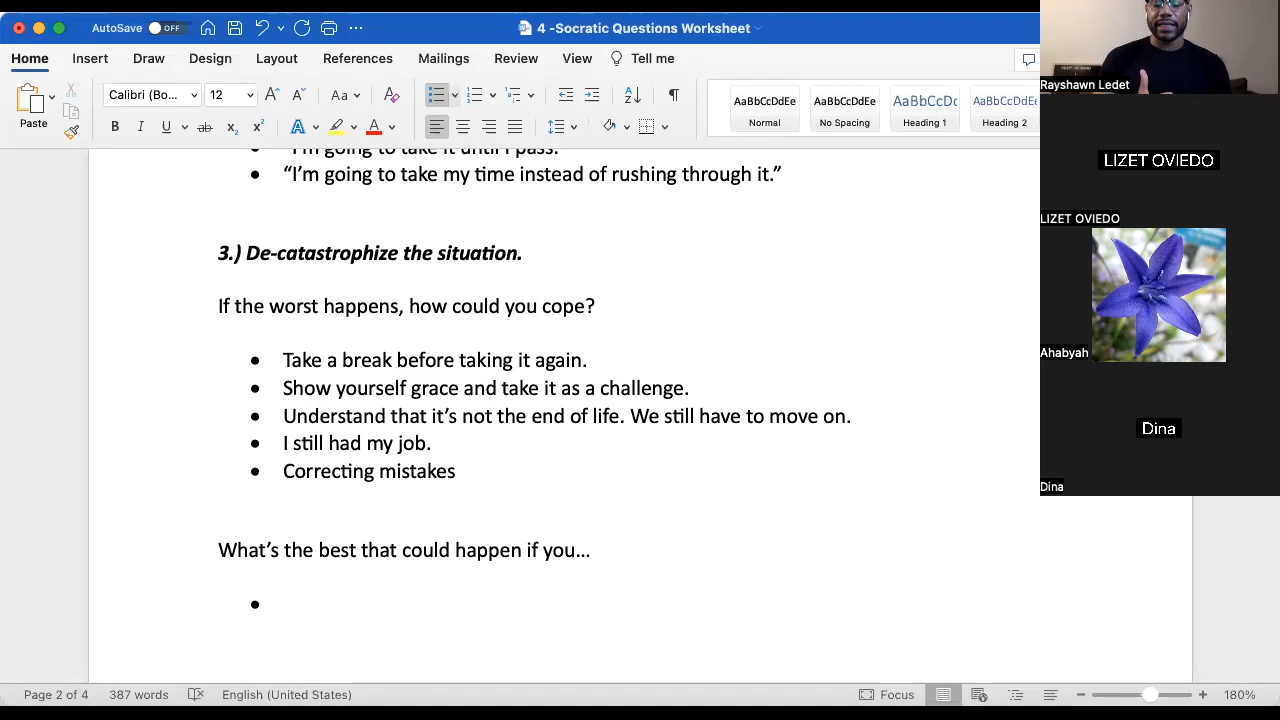 AutoSave OFF
4 -Socratic Questions Worksheet
Home Insert Draw Design Layout References Mailings Review View Tell me
Paste
Calibri (Bo... 12
AaBbCcDdEe AaBbCcDdEe AaBbCcDc AaBbCcDdEe
Normal No Spacing Heading 1 Heading 2
“I’m going to take it until I pass.
“I’m going to take my time instead of rushing through it.”
3.) De-catastrophize the situation.
If the worst happens, how could you cope?
Take a break before taking it again.
Show yourself grace and take it as a challenge.
Understand that it’s not the end of life. We still have to move on.
I still had my job.
Correcting mistakes
What’s the best that could happen if you...
Page 2 of 4 387 words English (United States) Focus 180%
Rayshawn Ledet
LIZET OVIEDO
LIZET OVIEDO
Ahabyah
Dina
Dina